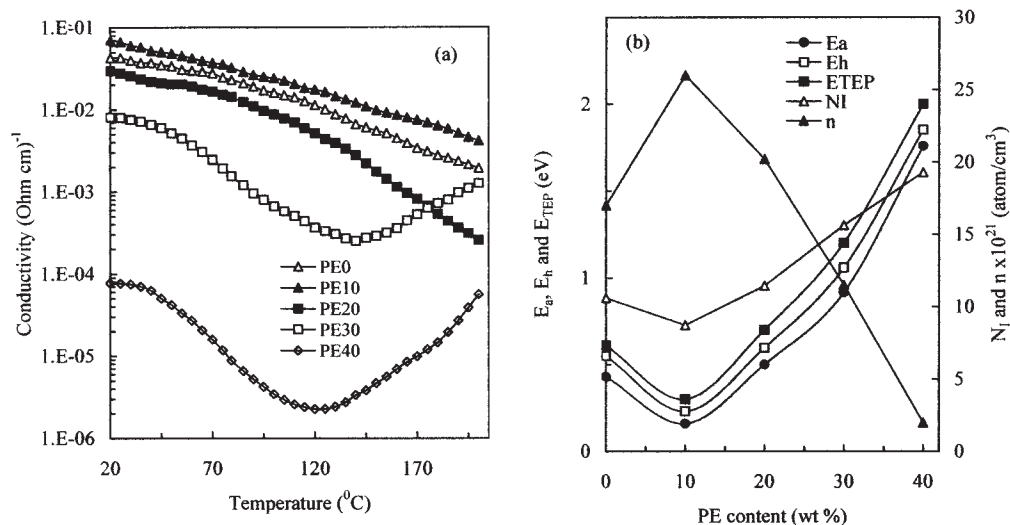 (a)
1.E-01
1.E-02
1.E-03
1.E-04
1.E-05
1.E-06
Conductivity (Ohm cm)⁻¹
PE0
PE10
PE20
PE30
PE40
20
70
120
170
Temperature (⁰C)
(b)
Ea
Eh
ETEP
NI
n
2
1
0
Eₐ, Eₕ and E_TEP (eV)
30
25
20
15
10
5
0
N_I and n x10²¹ (atom/cm³)
0
10
20
30
40
PE content (wt %)